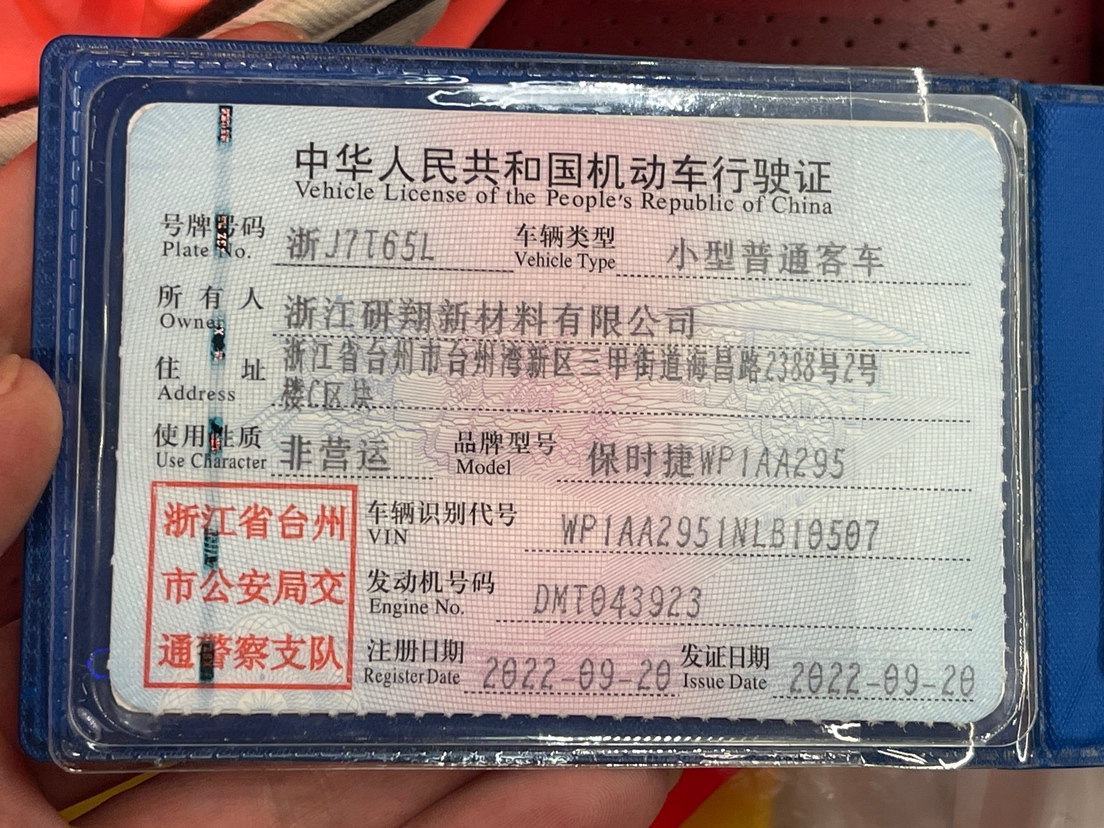 中华人民共和国机动车行驶证
Vehicle License of the People's Republic of China
号牌号码 浙J7T65L 车辆类型 小型普通客车
Plate No. Vehicle Type
所有人 浙江研翔新材料有限公司
Owner
住址 浙江省台州市台州湾新区三甲街道海昌路2388号2号
Address 楼C区块
使用性质 非营运 品牌型号 保时捷WP1AA295
Use Character Model
浙江省台州
市公安局交
通警察支队
车辆识别代号 WP1AA2951NLB10507
VIN
发动机号码 DMT043923
Engine No.
注册日期 2022-09-20 发证日期 2022-09-20
Register Date Issue Date